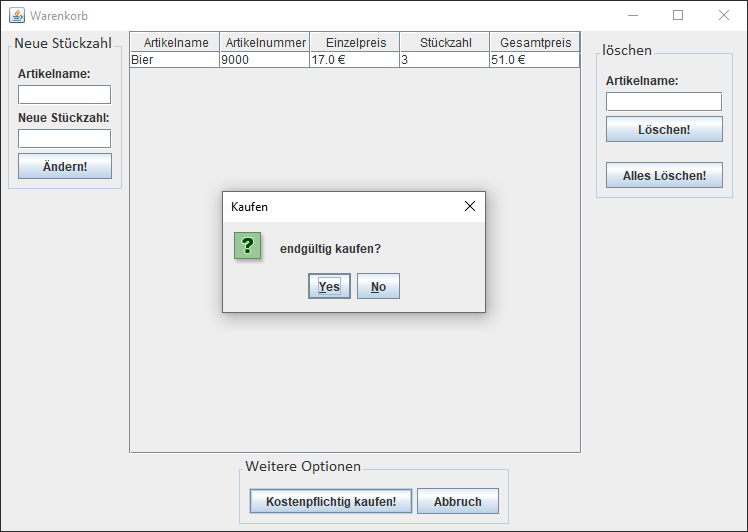 Warenkorb
Neue Stückzahl
Artikelname:
Neue Stückzahl:
Ändern!
Artikelname Artikelnummer Einzelpreis Stückzahl Gesamtpreis
Bier 9000 17.0 € 3 51.0 €
löschen
Artikelname:
Löschen!
Alles Löschen!
Kaufen
?
endgültig kaufen?
Yes No
Weitere Optionen
Kostenpflichtig kaufen! Abbruch